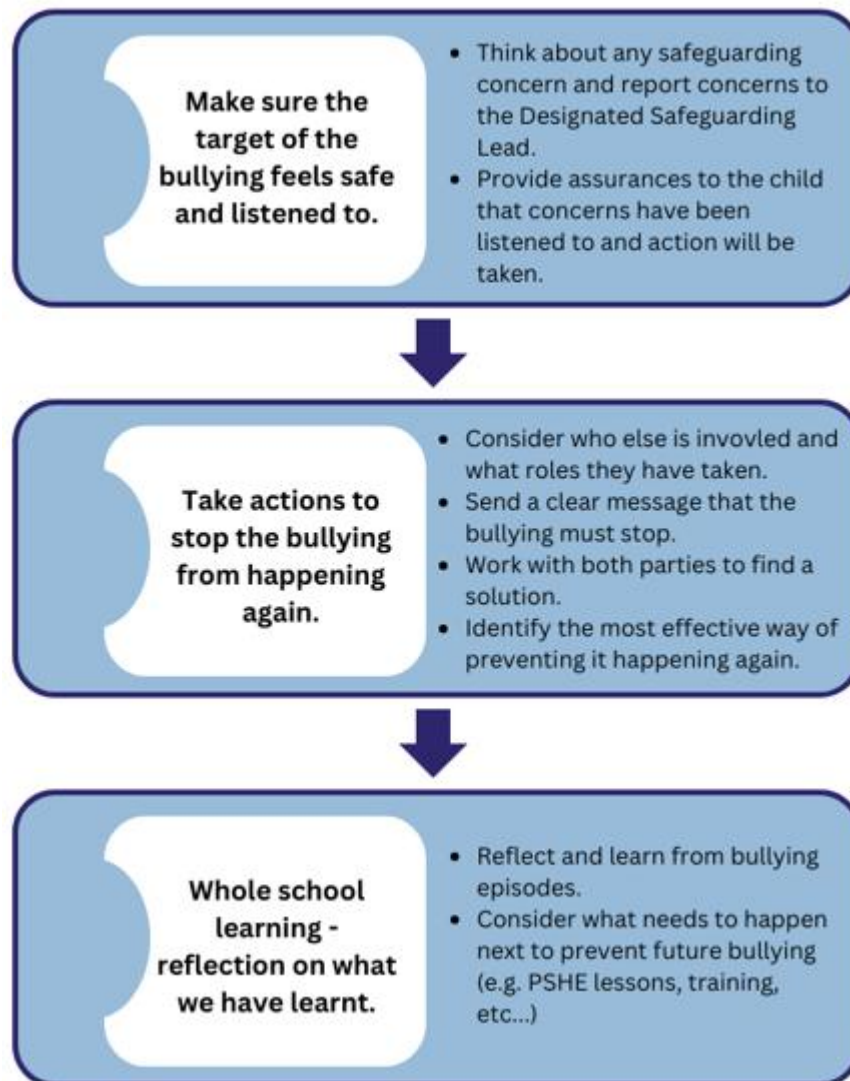 Make sure the
target of the
bullying feels safe
and listened to.
• Think about any safeguarding
concern and report concerns to
the Designated Safeguarding
Lead.
• Provide assurances to the child
that concerns have been
listened to and action will be
taken.
Take actions to
stop the bullying
from happening
again.
• Consider who else is invovled and
what roles they have taken.
• Send a clear message that the
bullying must stop.
• Work with both parties to find a
solution.
• Identify the most effective way of
preventing it happening again.
Whole school
learning -
reflection on what
we have learnt.
• Reflect and learn from bullying
episodes.
• Consider what needs to happen
next to prevent future bullying
(e.g. PSHE lessons, training,
etc...)